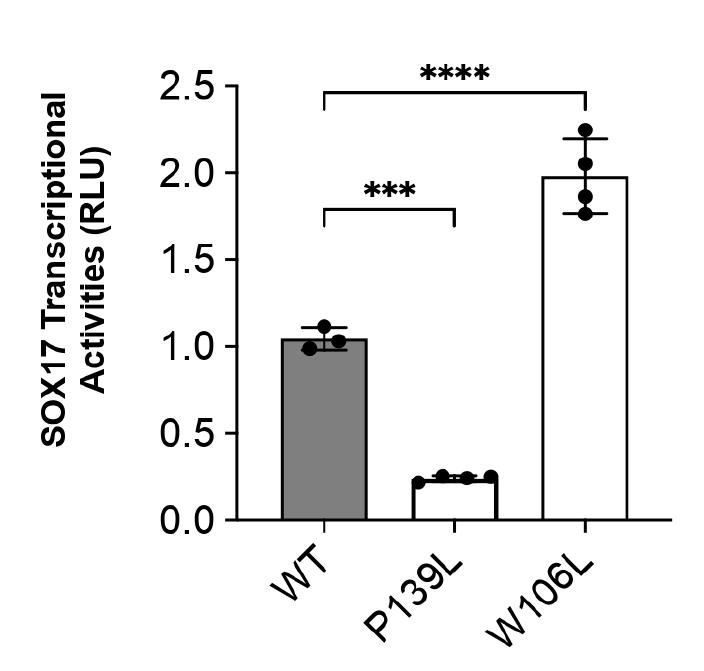 SOX17 Transcriptional
Activities (RLU)
2.5
2.0
1.5
1.0
0.5
0.0
****
***
WT
P139L
W106L